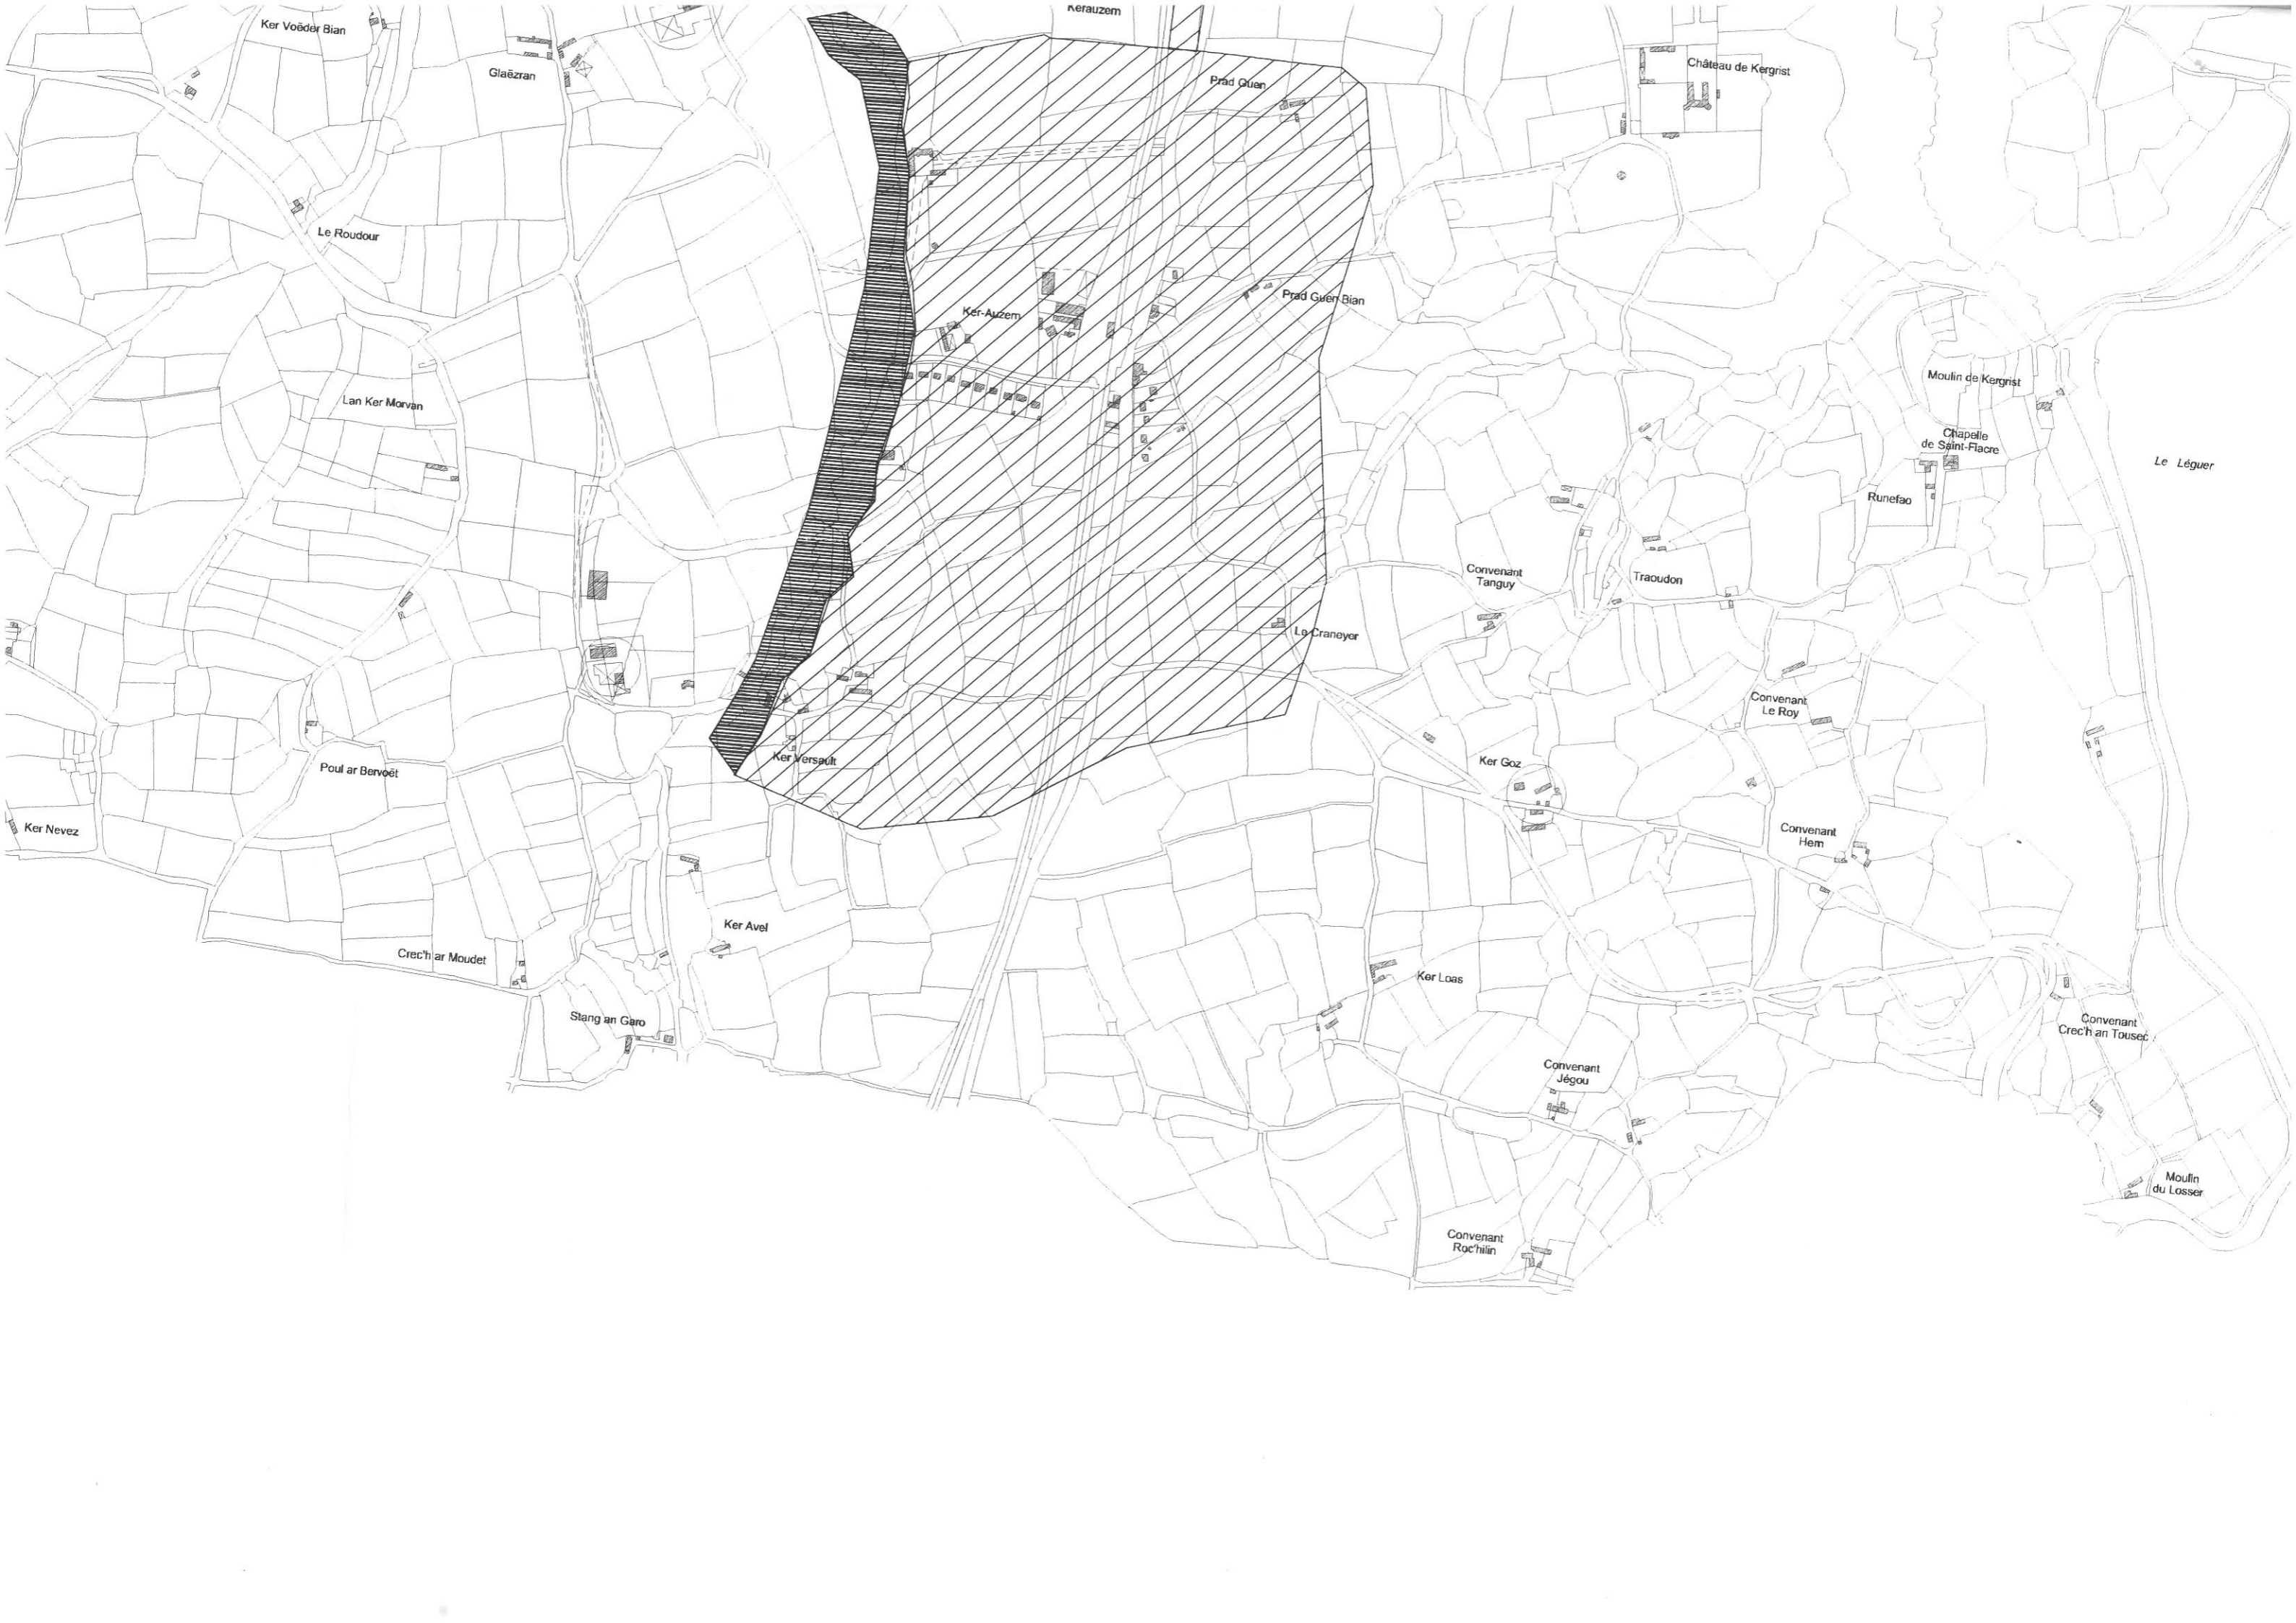 Kerauzem
Ker Voëder Bian
Glaëzran
Château de Kergrist
Prad Guen
Le Roudour
Prad Guen Bian
Ker-Auzem
Moulin de Kergrist
Lan Ker Morvan
Chapelle
de Saint-Fiacre
Le Léguer
Runefao
Convenant
Tanguy
Traoudon
Le Craneyer
Convenant
Le Roy
Ker Versault
Ker Goz
Poul ar Bervoët
Ker Nevez
Convenant
Hem
Ker Avel
Crec'h ar Moudet
Ker Loas
Stang an Garo
Convenant
Crec'h an Tousec
Convenant
Jégou
Moulin
du Losser
Convenant
Roc'hilin